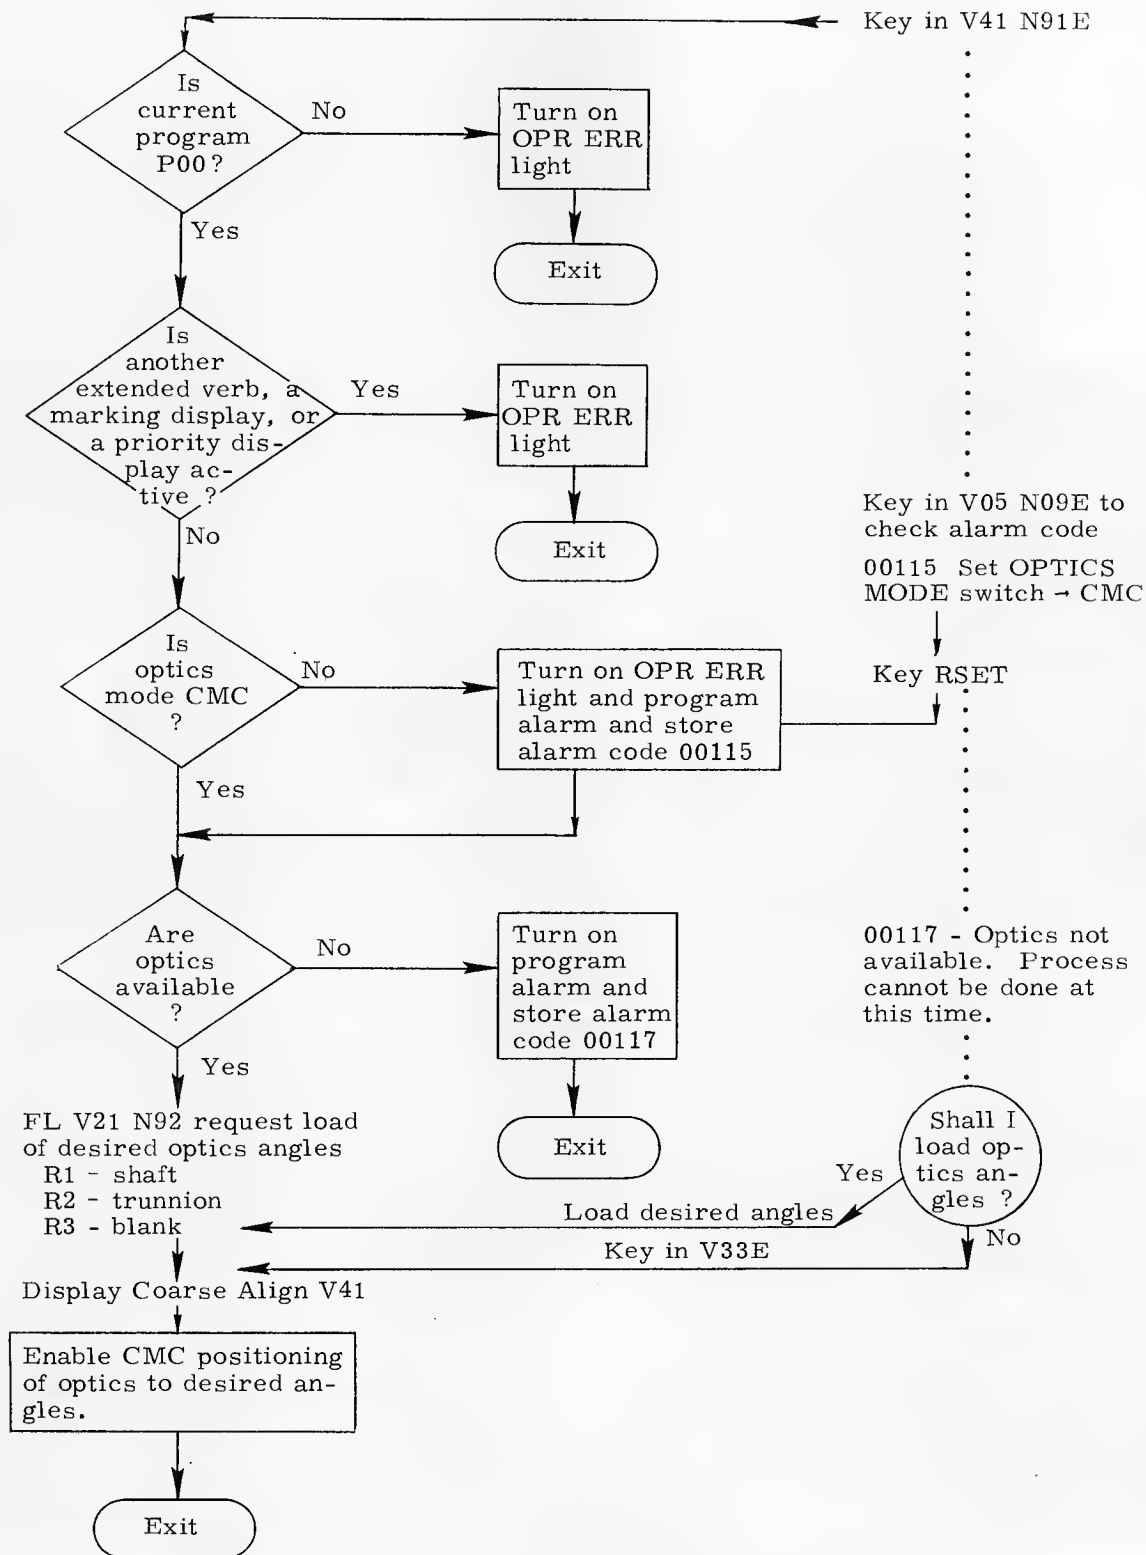 Key in V41 N91E
Is
current
program
P00?
No
Turn on
OPR ERR
light
Exit
Yes
Is
another
extended verb, a
marking display, or
a priority dis-
play ac-
tive ?
Yes
Turn on
OPR ERR
light
Exit
No
Key in V05 N09E to
check alarm code
00115 Set OPTICS
MODE switch → CMC
Key RSET
Is
optics
mode CMC
?
No
Turn on OPR ERR
light and program
alarm and store
alarm code 00115
Yes
Are
optics
available
?
No
Turn on
program
alarm and
store alarm
code 00117
Exit
00117 - Optics not
available. Process
cannot be done at
this time.
Yes
FL V21 N92 request load
of desired optics angles
R1 - shaft
R2 - trunnion
R3 - blank
Shall I
load op-
tics an-
gles ?
Yes
Load desired angles
No
Key in V33E
Display Coarse Align V41
Enable CMC positioning
of optics to desired an-
gles.
Exit